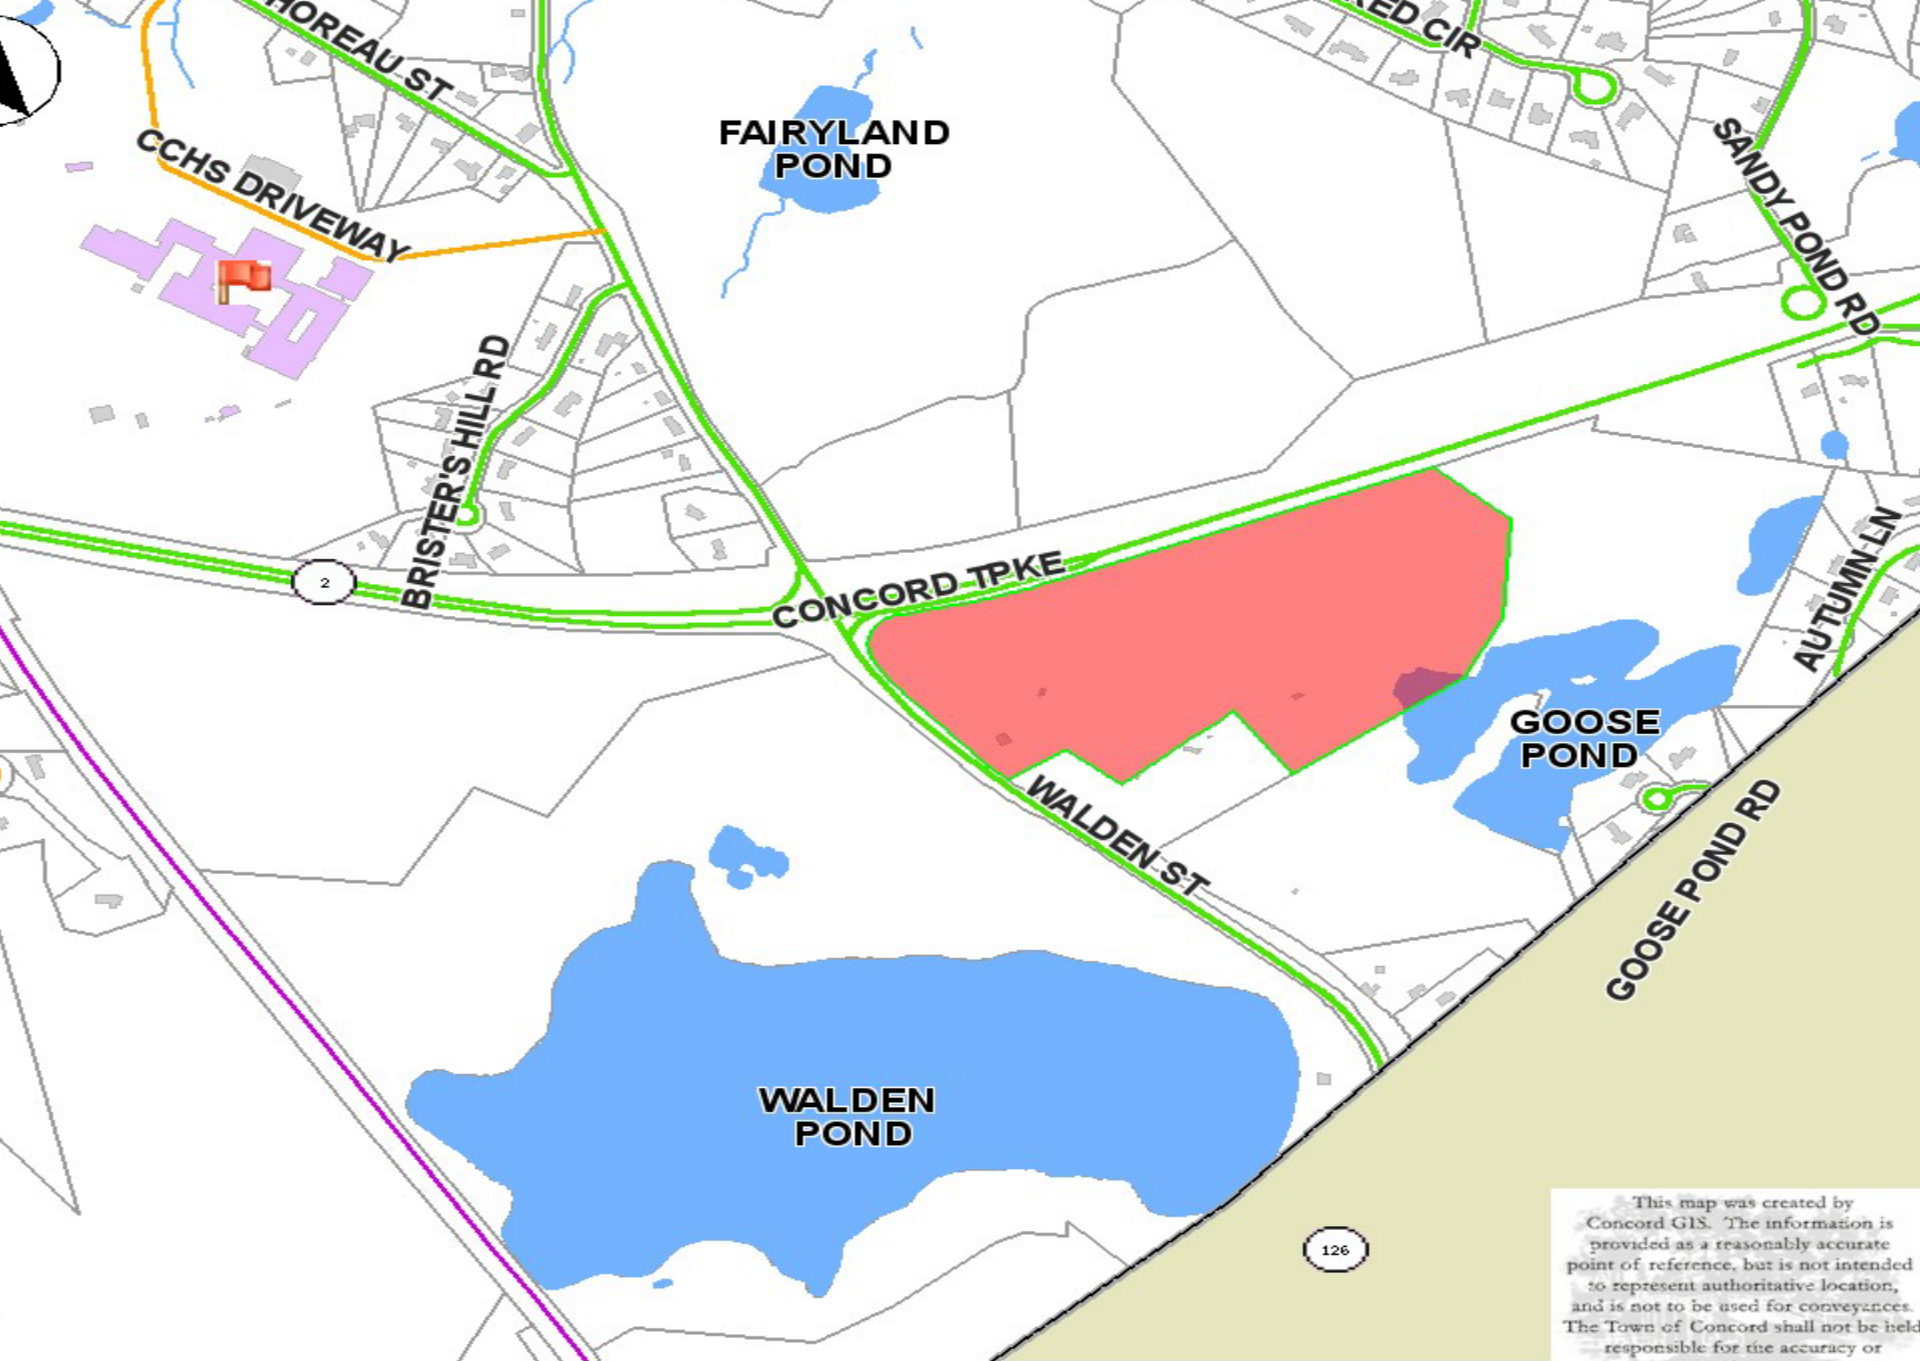 HOREAU ST
RED CIR
FAIRYLAND
POND
CCHS DRIVEWAY
SANDY POND RD
BRISTER'S HILL RD
2
CONCORD TPKE
AUTUMN LN
GOOSE
POND
WALDEN ST
GOOSE POND RD
WALDEN
POND
126
This map was created by
Concord GIS. The information is
provided as a reasonably accurate
point of reference, but is not intended
to represent authoritative location,
and is not to be used for conveyances.
The Town of Concord shall not be held
responsible for the accuracy or